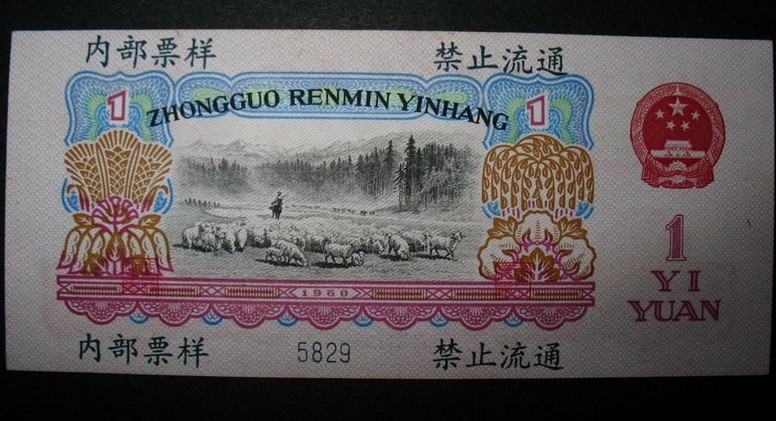 内部票样 禁止流通
1 ZHONGGUO RENMIN YINHANG 1
1
YI
YUAN
1960
内部票样 5829 禁止流通